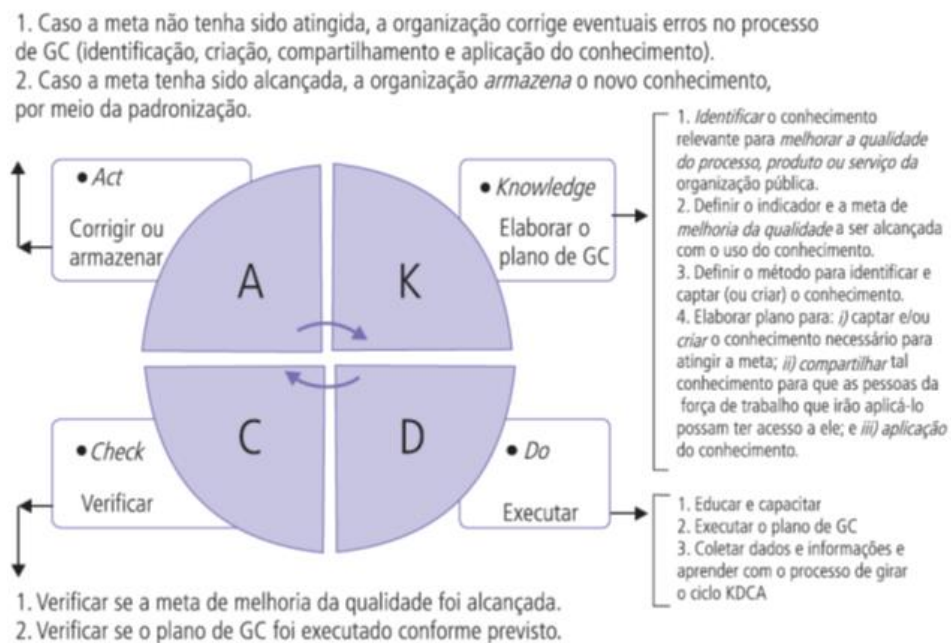 1. Caso a meta não tenha sido atingida, a organização corrige eventuais erros no processo
de GC (identificação, criação, compartilhamento e aplicação do conhecimento).
2. Caso a meta tenha sido alcançada, a organização armazena o novo conhecimento,
por meio da padronização.
• Act
Corrigir ou
armazenar
A
K
• Knowledge
Elaborar o
plano de GC
1. Identificar o conhecimento
relevante para melhorar a qualidade
do processo, produto ou serviço da
organização pública.
2. Definir o indicador e a meta de
melhoria da qualidade a ser alcançada
com o uso do conhecimento.
3. Definir o método para identificar e
captar (ou criar) o conhecimento.
4. Elaborar plano para: i) captar e/ou
criar o conhecimento necessário para
atingir a meta; ii) compartilhar tal
conhecimento para que as pessoas da
força de trabalho que irão aplicá-lo
possam ter acesso a ele; e iii) aplicação
do conhecimento.
• Check
Verificar
C
D
• Do
Executar
1. Educar e capacitar
2. Executar o plano de GC
3. Coletar dados e informações e
aprender com o processo de girar
o ciclo KDCA
1. Verificar se a meta de melhoria da qualidade foi alcançada.
2. Verificar se o plano de GC foi executado conforme previsto.